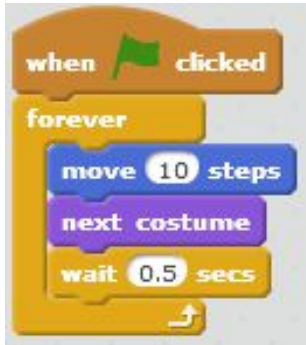 when clicked
forever
move 10 steps
next costume
wait 0.5 secs